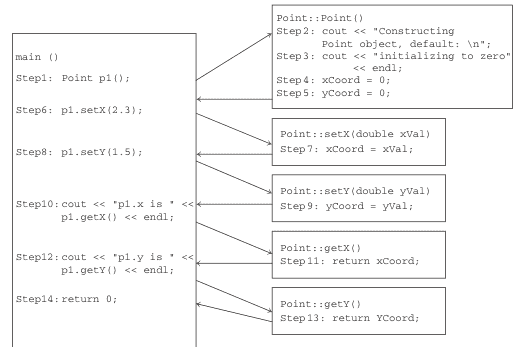 main ()
Step1: Point p1();
Step6: p1.setX(2.3);
Step8: p1.setY(1.5);
Step10: cout << "p1.x is " <<
p1.getX() << endl;
Step12: cout << "p1.y is " <<
p1.getY() << endl;
Step14: return 0;
Point::Point()
Step2: cout << "Constructing
Point object, default: \n";
Step3: cout << "initializing to zero"
<< endl;
Step4: xCoord = 0;
Step5: yCoord = 0;
Point::setX(double xVal)
Step7: xCoord = xVal;
Point::setY(double yVal)
Step9: yCoord = yVal;
Point::getX()
Step11: return xCoord;
Point::getY()
Step13: return YCoord;